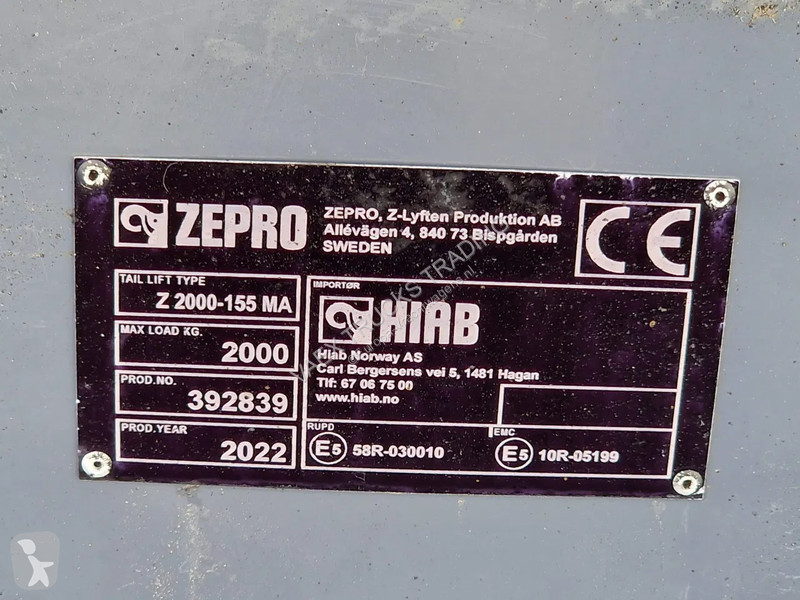 ZEPRO
ZEPRO, Z-Lyften Produktion AB
Allévägen 4, 840 73 Bispgården
SWEDEN
CE
TAIL LIFT TYPE
Z 2000-155 MA
MAX LOAD KG.
2000
PROD.NO.
392839
PROD.YEAR
2022
IMPORTØR
HIAB
Hiab Norway AS
Carl Bergersens vei 5, 1481 Hagan
Tlf: 67 06 75 00
www.hiab.no
RUPD
E5 58R-030010
EMC
E5 10R-05199
TRUCKS TRADING